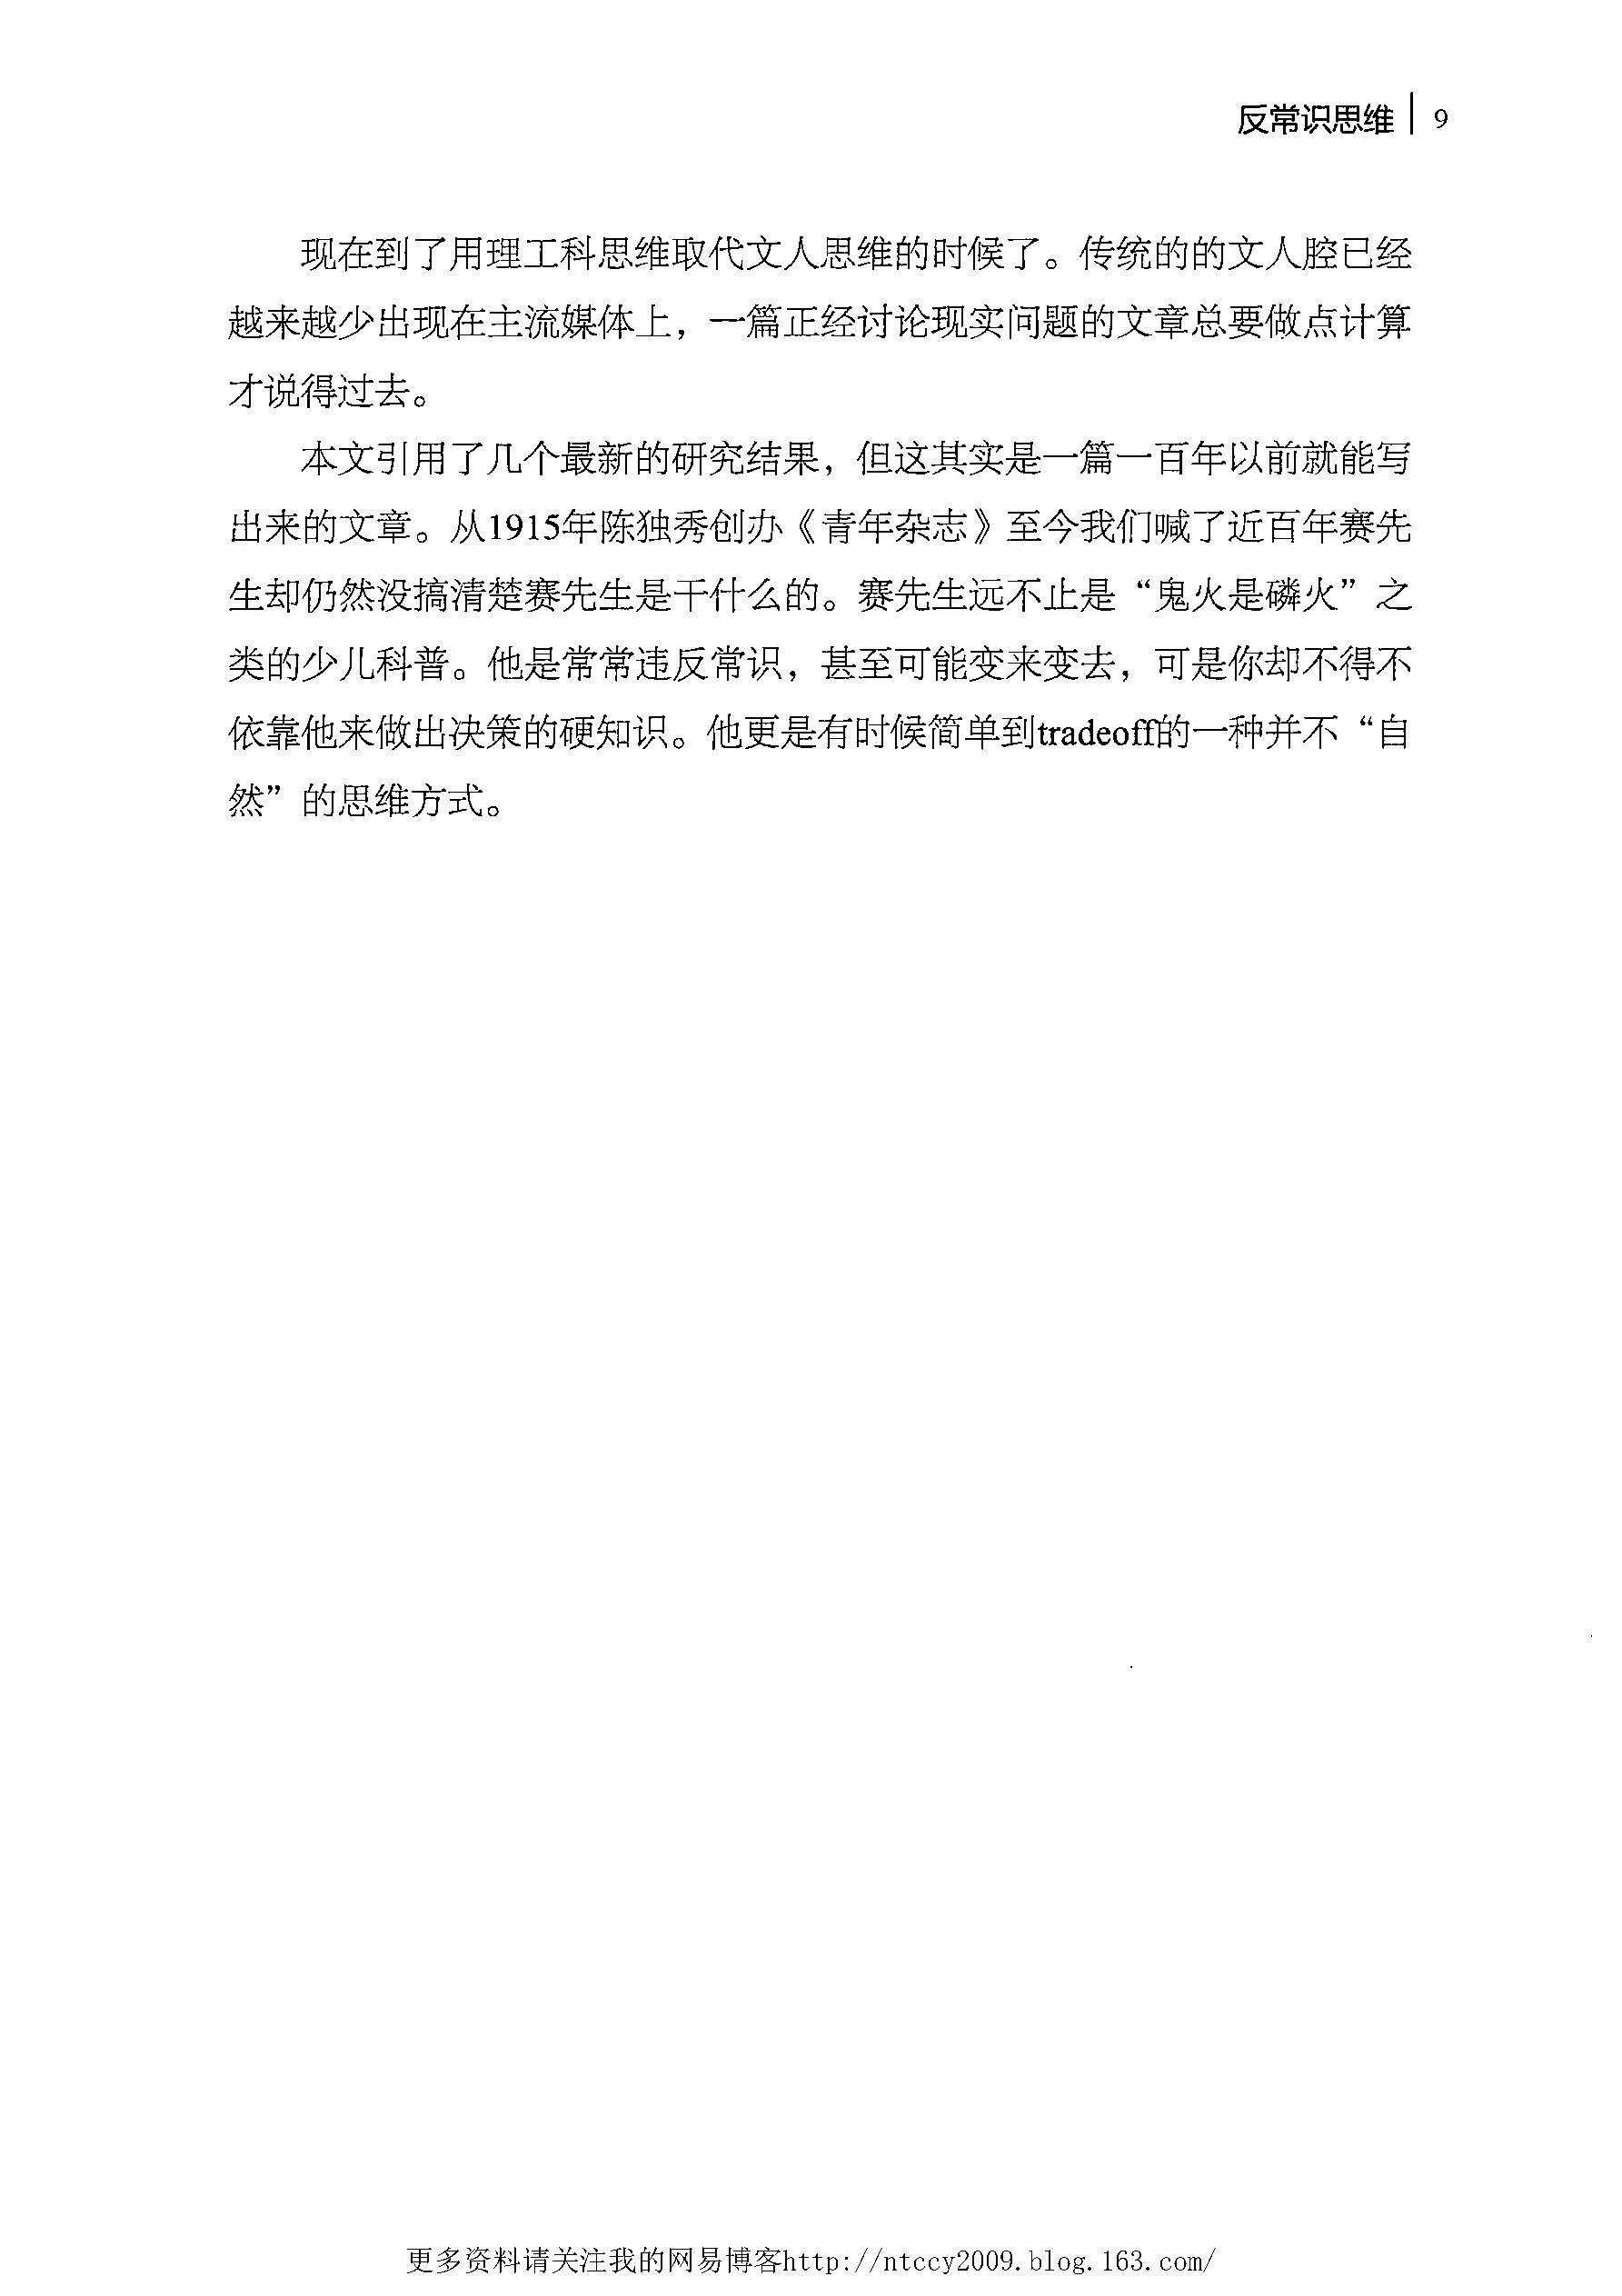 反常识思维 9
现在到了用理工科思维取代文人思维的时候了。传统的的文人腔已经
越来越少出现在主流媒体上，一篇正经讨论现实问题的文章总要做点计算
才说得过去。
本文引用了几个最新的研究结果，但这其实是一篇一百年以前就能写
出来的文章。从1915年陈独秀创办《青年杂志》至今我们喊了近百年赛先
生却仍然没搞清楚赛先生是干什么的。赛先生远不止是“鬼火是磷火”之
类的少儿科普。他是常常违反常识，甚至可能变来变去，可是你却不得不
依靠他来做出决策的硬知识。他更是有时候简单到tradeoff的一种并不“自
然”的思维方式。
更多资料请关注我的网易博客http://ntccy2009.blog.163.com/